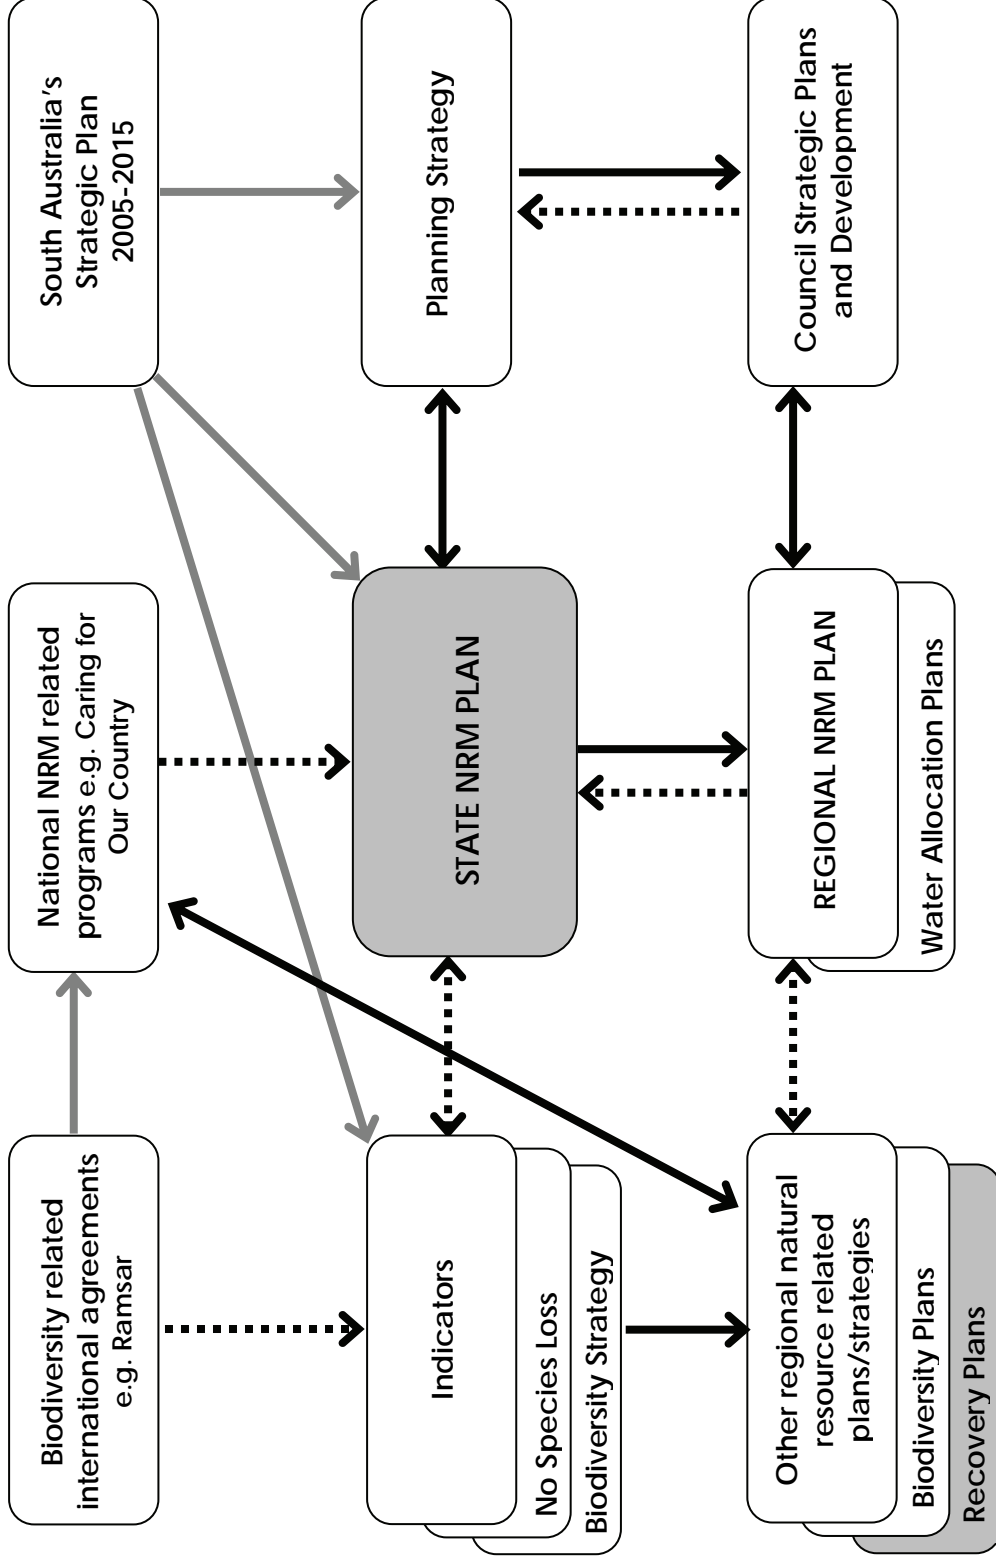 Biodiversity related
international agreements
e.g. Ramsar
National NRM related
programs e.g. Caring for
Our Country
South Australia's
Strategic Plan
2005-2015
Indicators
No Species Loss
Biodiversity Strategy
STATE NRM PLAN
Planning Strategy
Other regional natural
resource related
plans/strategies
Biodiversity Plans
Recovery Plans
REGIONAL NRM PLAN
Water Allocation Plans
Council Strategic Plans
and Development